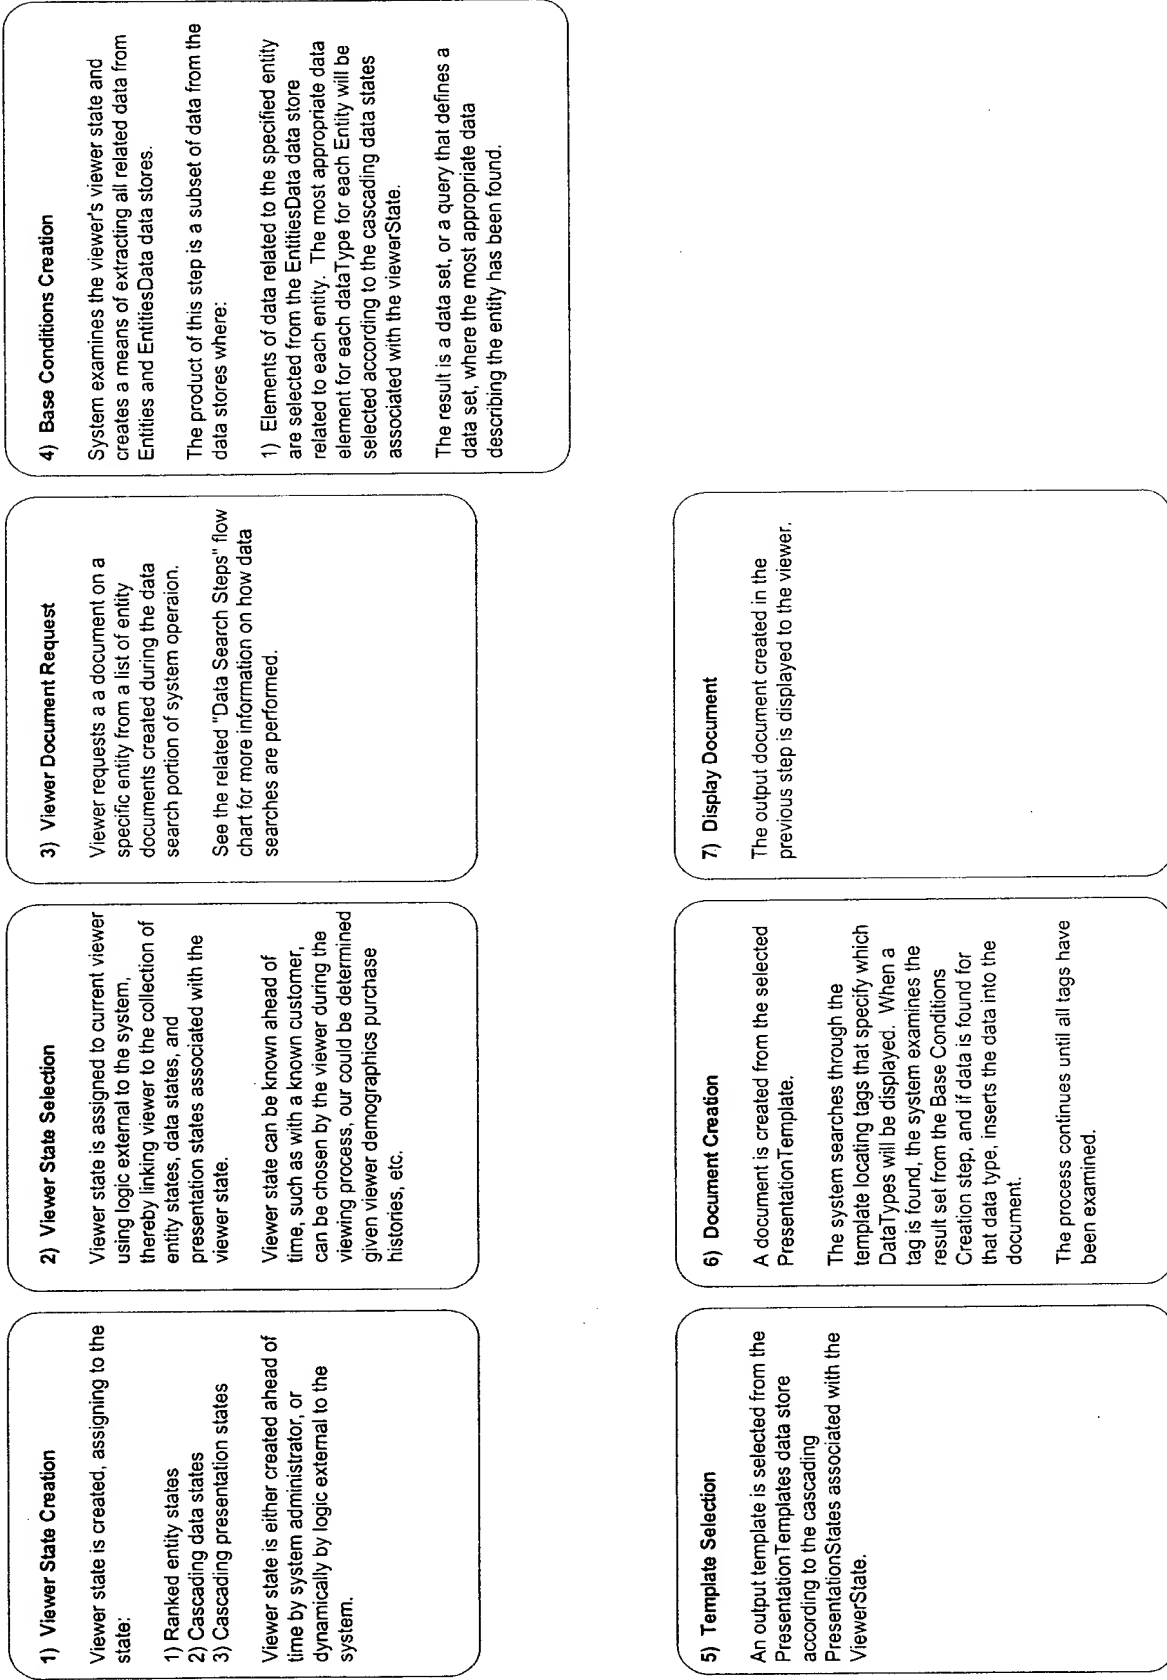 1) Viewer State Creation
Viewer state is created, assigning to the
state:
1) Ranked entity states
2) Cascading data states
3) Cascading presentation states
Viewer state is either created ahead of
time by system administrator, or
dynamically by logic external to the
system.
2) Viewer State Selection
Viewer state is assigned to current viewer
using logic external to the system,
thereby linking viewer to the collection of
entity states, data states, and
presentation states associated with the
viewer state.
Viewer state can be known ahead of
time, such as with a known customer,
can be chosen by the viewer during the
viewing process, our could be determined
given viewer demographics purchase
histories, etc.
3) Viewer Document Request
Viewer requests a a document on a
specific entity from a list of entity
documents created during the data
search portion of system operaion.
See the related "Data Search Steps" flow
chart for more information on how data
searches are performed.
4) Base Conditions Creation
System examines the viewer's viewer state and
creates a means of extracting all related data from
Entities and EntitiesData data stores.
The product of this step is a subset of data from the
data stores where:
1) Elements of data related to the specified entity
are selected from the EntitiesData data store
related to each entity. The most appropriate data
element for each dataType for each Entity will be
selected according to the cascading data states
associated with the viewerState.
The result is a data set, or a query that defines a
data set, where the most appropriate data
describing the entity has been found.
5) Template Selection
An output template is selected from the
PresentationTemplates data store
according to the cascading
PresentationStates associated with the
ViewerState.
6) Document Creation
A document is created from the selected
PresentationTemplate.
The system searches through the
template locating tags that specify which
DataTypes will be displayed. When a
tag is found, the system examines the
result set from the Base Conditions
Creation step, and if data is found for
that data type, inserts the data into the
document.
The process continues until all tags have
been examined.
7) Display Document
The output document created in the
previous step is displayed to the viewer.